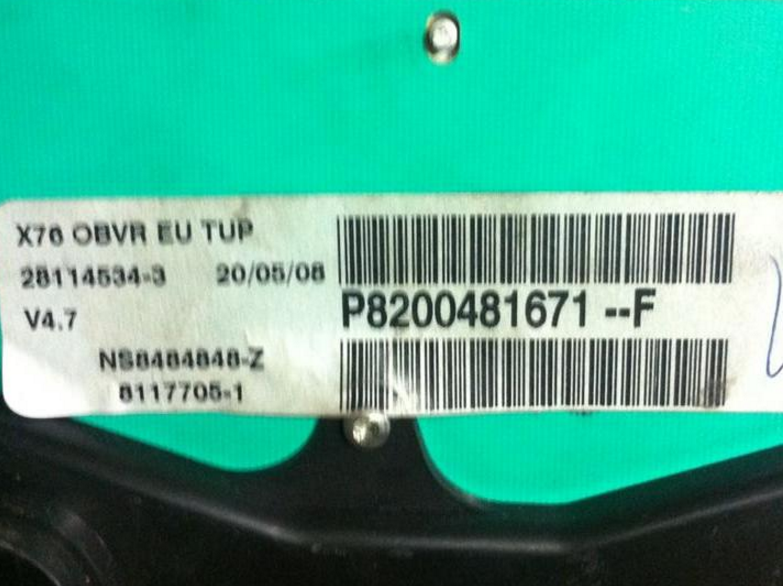 X76 OBVR EU TUP
28114534-3 20/05/08
V4.7
P8200481671 --F
NS8484848-Z
8117705-1